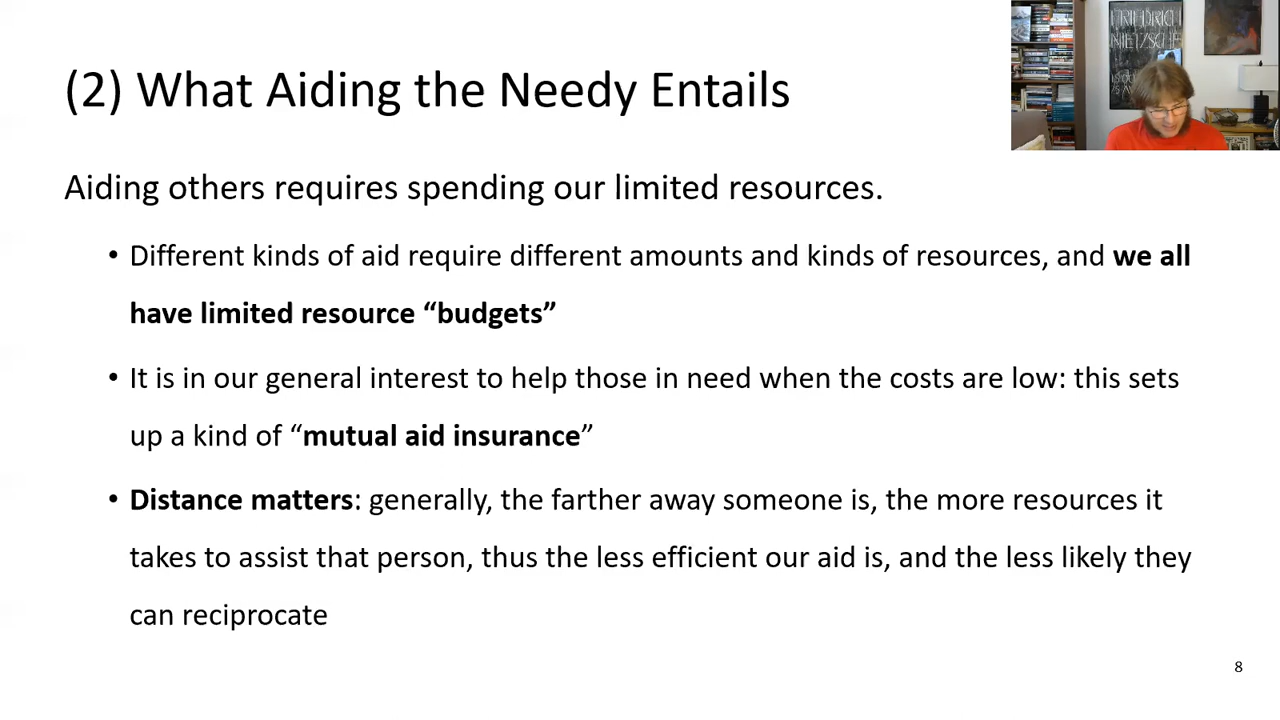 FRIEDRICH
NIETZSCHE
(2) What Aiding the Needy Entails
Aiding others requires spending our limited resources.
• Different kinds of aid require different amounts and kinds of resources, and we all
have limited resource “budgets”
• It is in our general interest to help those in need when the costs are low: this sets
up a kind of “mutual aid insurance”
• Distance matters: generally, the farther away someone is, the more resources it
takes to assist that person, thus the less efficient our aid is, and the less likely they
can reciprocate
8